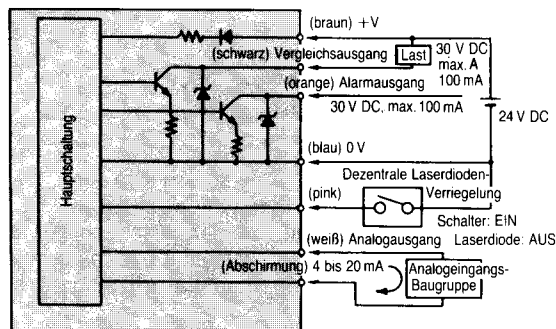 (braun) +V
(schwarz) Vergleichsausgang
Last
30 V DC
max. A
100 mA
(orange) Alarmausgang
30 V DC, max. 100 mA
24 V DC
(blau) 0 V
Hauptschaltung
Dezentrale Laserdioden-
Verriegelung
(pink)
Schalter: EIN
(weiß) Analogausgang
Laserdiode: AUS
(Abschirmung) 4 bis 20 mA
Analogeingangs-
Baugruppe